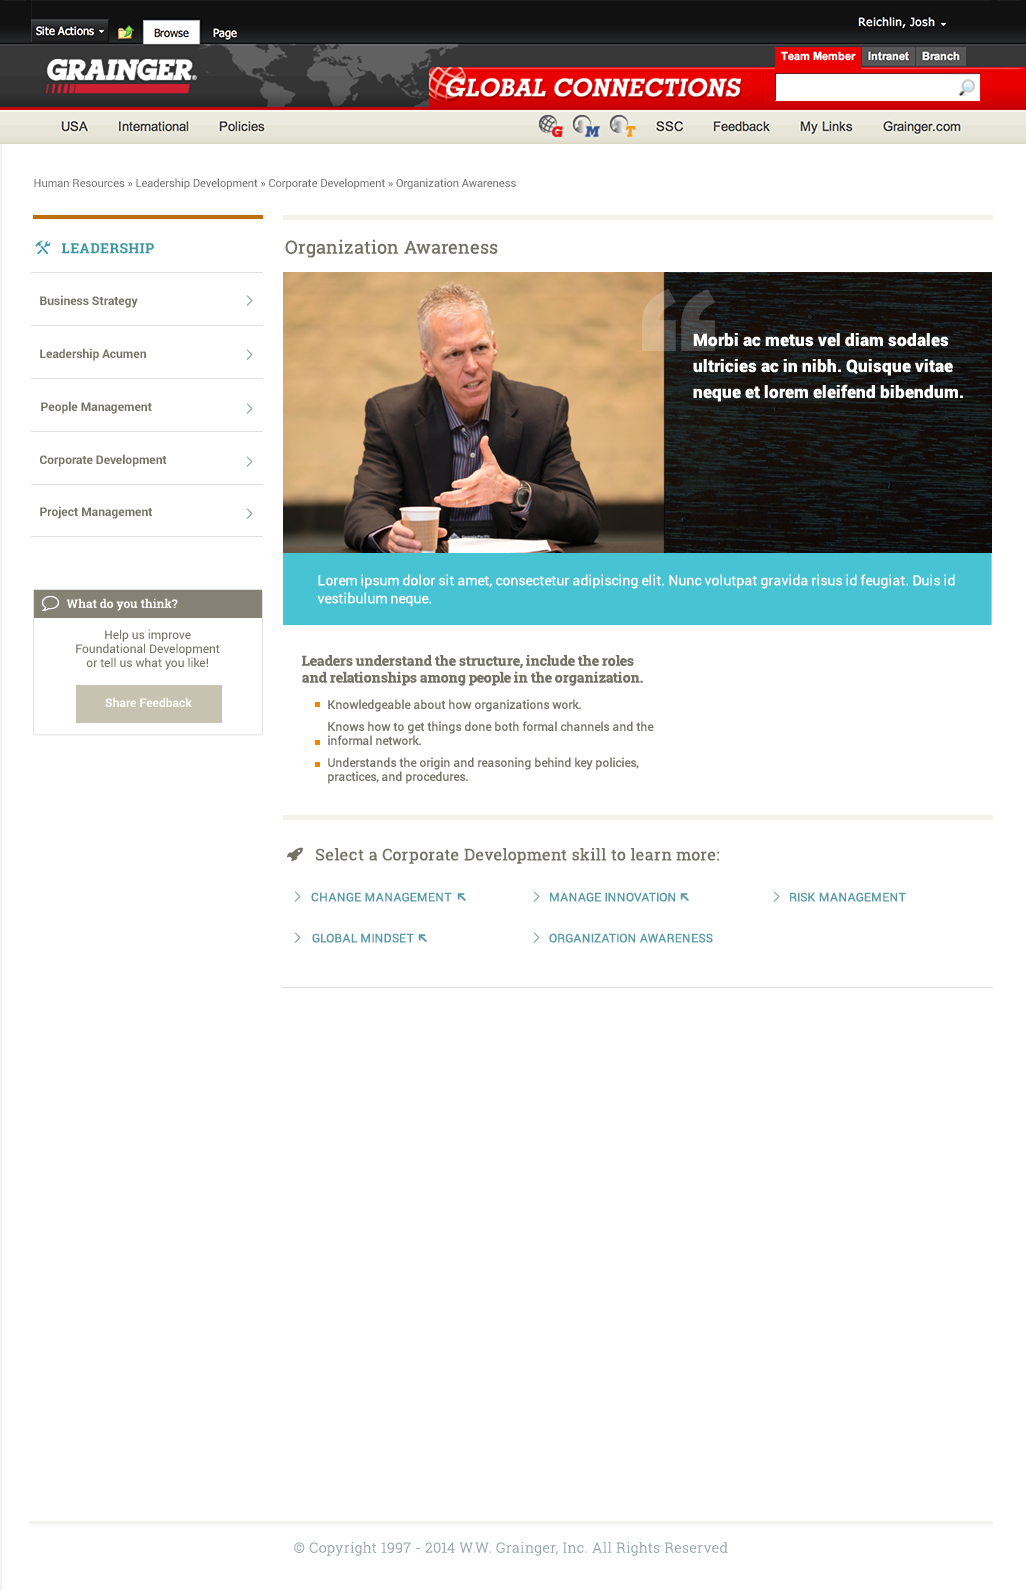 Reichlin, Josh
Site Actions
Browse
Page
GRAINGER
GLOBAL CONNECTIONS
Team Member
Intranet
Branch
USA
International
Policies
G
M
T
SSC
Feedback
My Links
Grainger.com
Human Resources » Leadership Development » Corporate Development » Organization Awareness
LEADERSHIP
Business Strategy
Leadership Acumen
People Management
Corporate Development
Project Management
What do you think?
Help us improve
Foundational Development
or tell us what you like!
Share Feedback
Organization Awareness
“
Morbi ac metus vel diam sodales
ultricies ac in nibh. Quisque vitae
neque et lorem eleifend bibendum.
Lorem ipsum dolor sit amet, consectetur adipiscing elit. Nunc volutpat gravida risus id feugiat. Duis id
vestibulum neque.
Leaders understand the structure, include the roles
and relationships among people in the organization.
Knowledgeable about how organizations work.
Knows how to get things done both formal channels and the
informal network.
Understands the origin and reasoning behind key policies,
practices, and procedures.
Select a Corporate Development skill to learn more:
CHANGE MANAGEMENT
MANAGE INNOVATION
RISK MANAGEMENT
GLOBAL MINDSET
ORGANIZATION AWARENESS
© Copyright 1997 - 2014 W.W. Grainger, Inc. All Rights Reserved